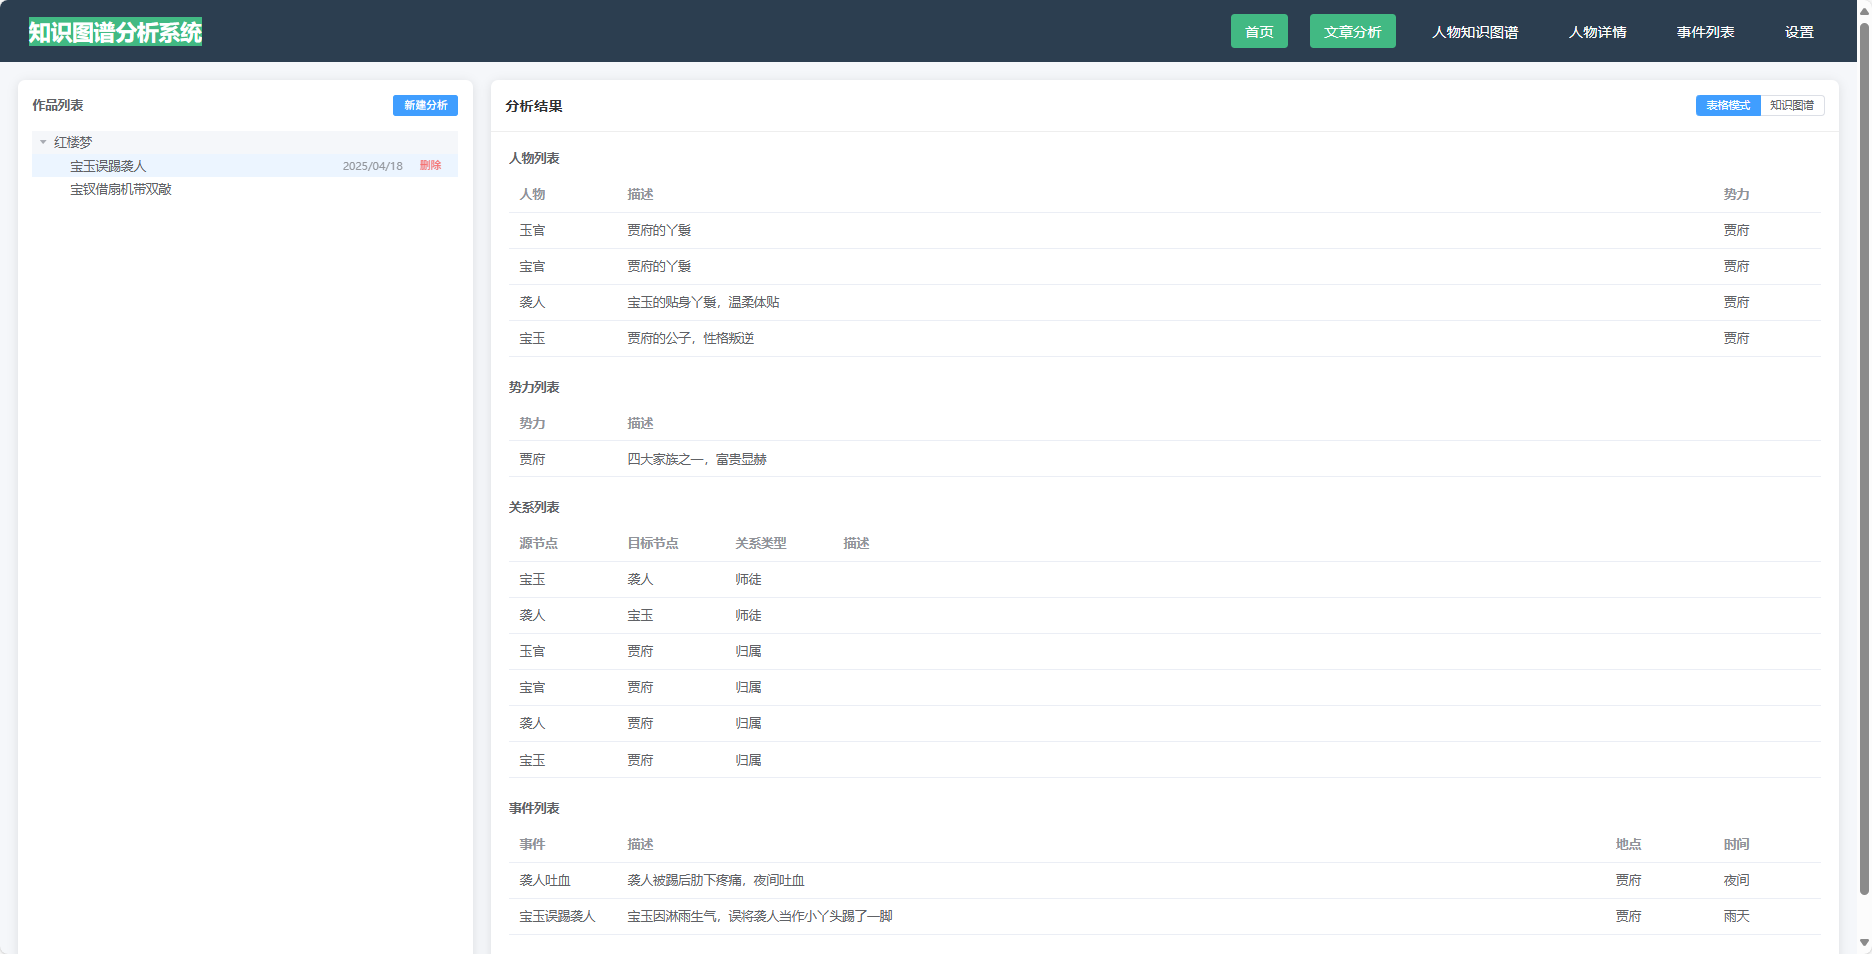 知识图谱分析系统 首页 文章分析 人物知识图谱 人物详情 事件列表 设置
作品列表 新建分析
红楼梦
宝玉误踢袭人 2025/04/18 删除
宝钗借扇机带双敲
分析结果 表格模式 知识图谱
人物列表
人物 描述 势力
玉官 贾府的丫鬟 贾府
宝官 贾府的丫鬟 贾府
袭人 宝玉的贴身丫鬟，温柔体贴 贾府
宝玉 贾府的公子，性格叛逆 贾府
势力列表
势力 描述
贾府 四大家族之一，富贵显赫
关系列表
源节点 目标节点 关系类型 描述
宝玉 袭人 师徒
袭人 宝玉 师徒
玉官 贾府 归属
宝官 贾府 归属
袭人 贾府 归属
宝玉 贾府 归属
事件列表
事件 描述 地点 时间
袭人吐血 袭人被踢后肋下疼痛，夜间吐血 贾府 夜间
宝玉误踢袭人 宝玉因淋雨生气，误将袭人当作小丫头踢了一脚 贾府 雨天